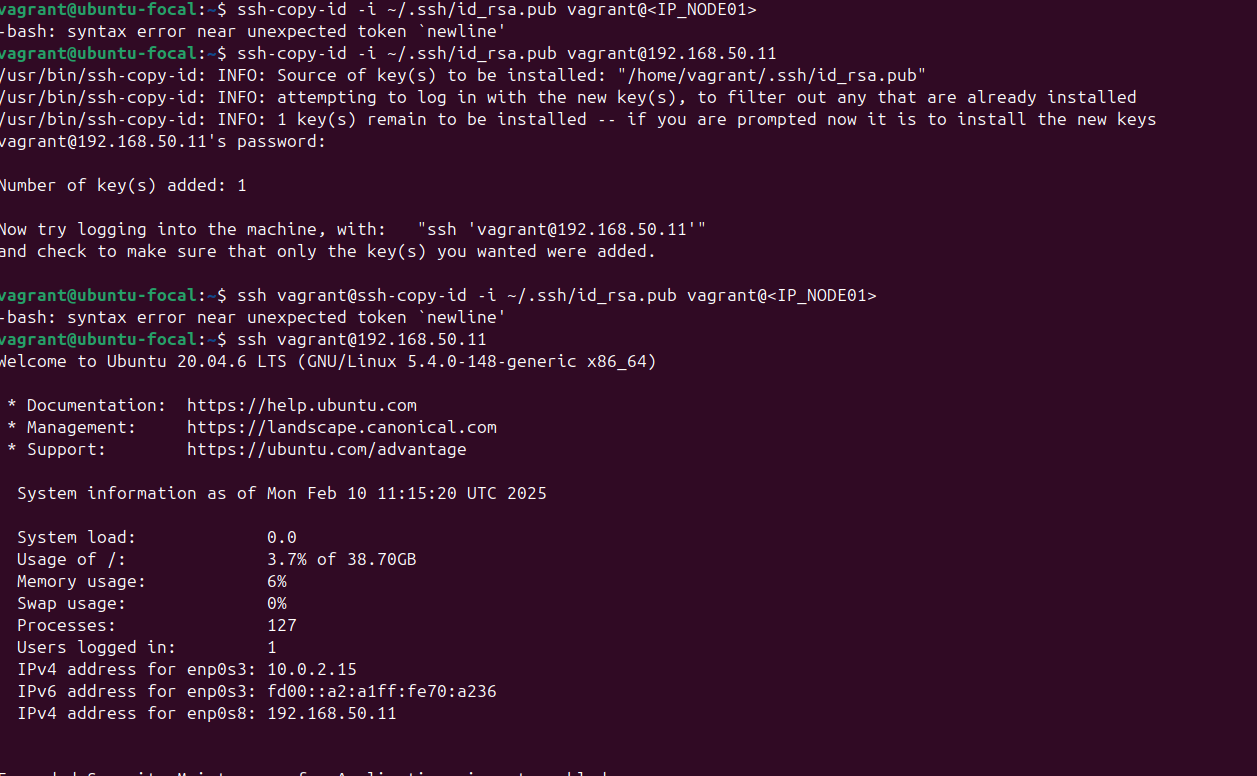 vagrant@ubuntu-focal:~$ ssh-copy-id -i ~/.ssh/id_rsa.pub vagrant@<IP_NODE01>
-bash: syntax error near unexpected token `newline'
vagrant@ubuntu-focal:~$ ssh-copy-id -i ~/.ssh/id_rsa.pub vagrant@192.168.50.11
/usr/bin/ssh-copy-id: INFO: Source of key(s) to be installed: "/home/vagrant/.ssh/id_rsa.pub"
/usr/bin/ssh-copy-id: INFO: attempting to log in with the new key(s), to filter out any that are already installed
/usr/bin/ssh-copy-id: INFO: 1 key(s) remain to be installed -- if you are prompted now it is to install the new keys
vagrant@192.168.50.11's password:
Number of key(s) added: 1
Now try logging into the machine, with:   "ssh 'vagrant@192.168.50.11'"
and check to make sure that only the key(s) you wanted were added.
vagrant@ubuntu-focal:~$ ssh vagrant@ssh-copy-id -i ~/.ssh/id_rsa.pub vagrant@<IP_NODE01>
-bash: syntax error near unexpected token `newline'
vagrant@ubuntu-focal:~$ ssh vagrant@192.168.50.11
Welcome to Ubuntu 20.04.6 LTS (GNU/Linux 5.4.0-148-generic x86_64)
* Documentation:  https://help.ubuntu.com
* Management:     https://landscape.canonical.com
* Support:        https://ubuntu.com/advantage
System information as of Mon Feb 10 11:15:20 UTC 2025
System load:             0.0
Usage of /:              3.7% of 38.70GB
Memory usage:            6%
Swap usage:              0%
Processes:               127
Users logged in:         1
IPv4 address for enp0s3: 10.0.2.15
IPv6 address for enp0s3: fd00::a2:a1ff:fe70:a236
IPv4 address for enp0s8: 192.168.50.11